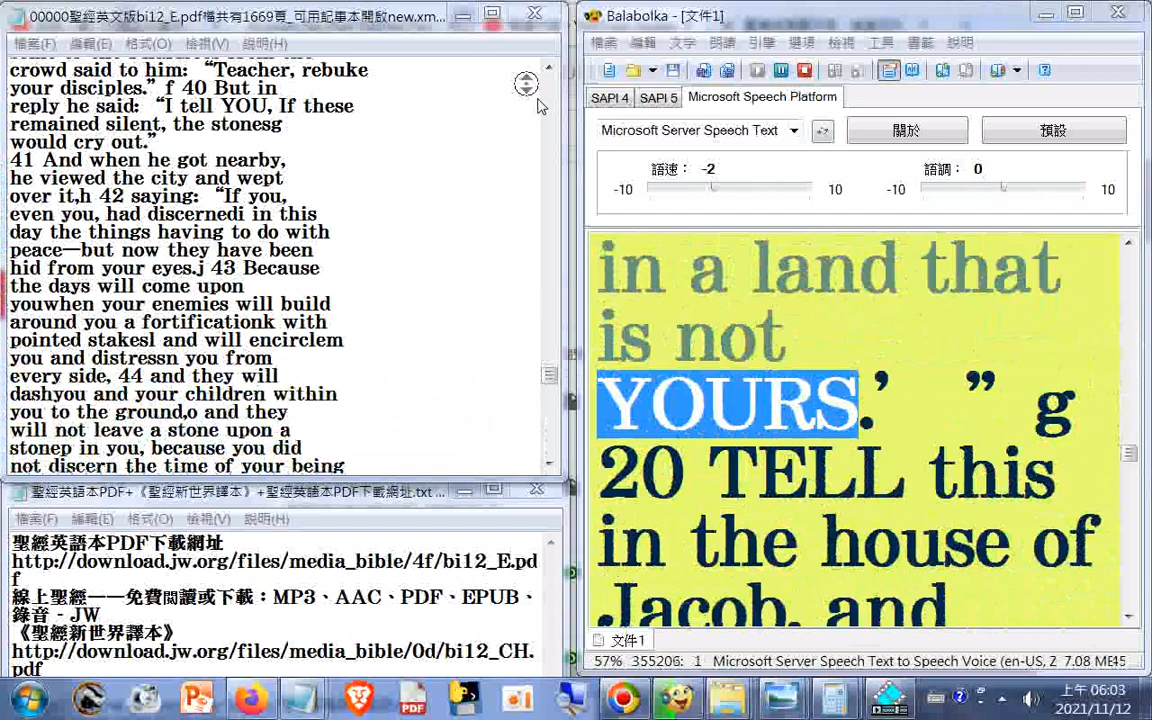 00000聖經英文版bi12_E.pdf檔共有1669頁_可用記事本開啟new.xm...
檔案(F) 編輯(E) 格式(O) 檢視(V) 說明(H)
crowd said to him: “Teacher, rebuke
your disciples.” f 40 But in
reply he said: “I tell YOU, If these
remained silent, the stonesg
would cry out.”
41 And when he got nearby,
he viewed the city and wept
over it,h 42 saying: “If you,
even you, had discernedi in this
day the things having to do with
peace—but now they have been
hid from your eyes.j 43 Because
the days will come upon
youwhen your enemies will build
around you a fortificationk with
pointed stakesl and will encirclem
you and distressn you from
every side, 44 and they will
dashyou and your children within
you to the ground,o and they
will not leave a stone upon a
stonep in you, because you did
not discern the time of your being
聖經英語本PDF+《聖經新世界譯本》+聖經英語本PDF下載網址.txt ...
檔案(F) 編輯(E) 格式(O) 檢視(V) 說明(H)
聖經英語本PDF下載網址
http://download.jw.org/files/media_bible/4f/bi12_E.pd
f
線上聖經──免費閱讀或下載：MP3、AAC、PDF、EPUB、
錄音 - JW
《聖經新世界譯本》
http://download.jw.org/files/media_bible/0d/bi12_CH.
pdf
Balabolka - [文件1]
檔案 編輯 文字 朗讀 引擎 選項 檢視 工具 書籤 說明
SAPI 4 SAPI 5 Microsoft Speech Platform
Microsoft Server Speech Text 關於 預設
語速： -2 語調： 0
-10 10 -10 10
in a land that
is not
YOURS.’ ” g
20 TELL this
in the house of
Jacob, and
文件1
57% 355206: 1 Microsoft Server Speech Text to Speech Voice (en-US, Z 7.08 ME45
上午 06:03
2021/11/12